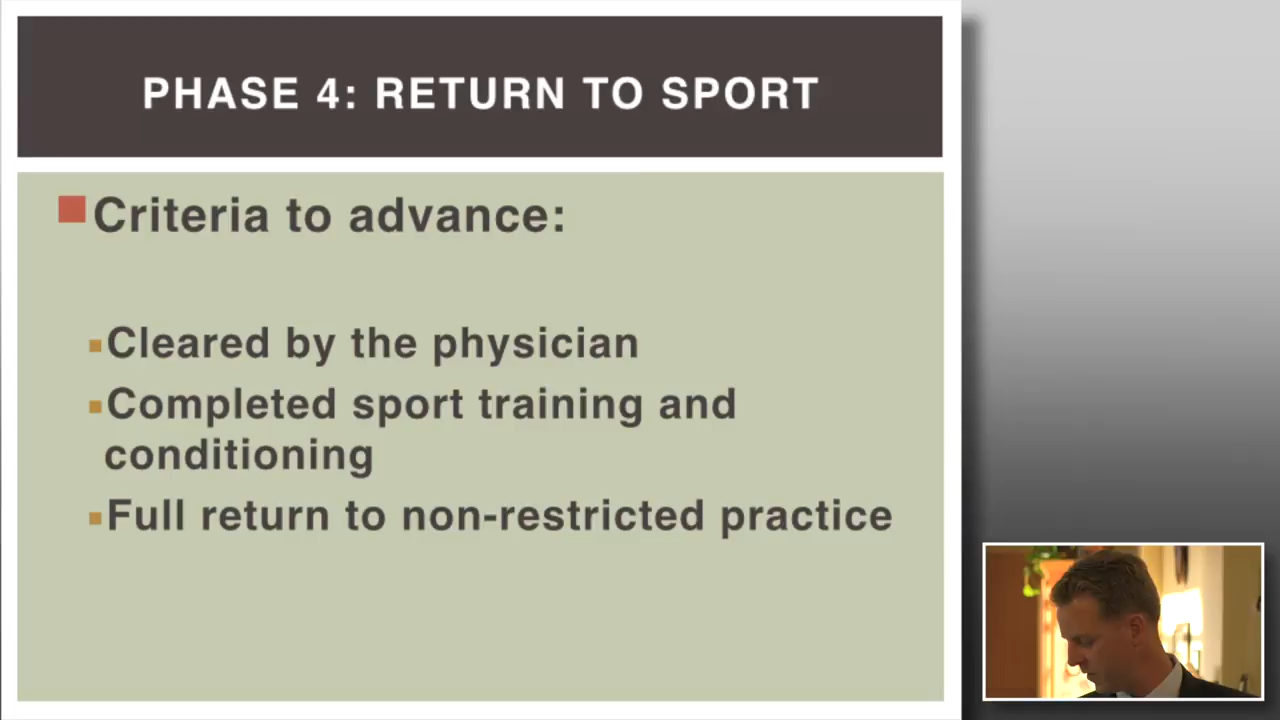 PHASE 4: RETURN TO SPORT
Criteria to advance:
Cleared by the physician
Completed sport training and
conditioning
Full return to non-restricted practice